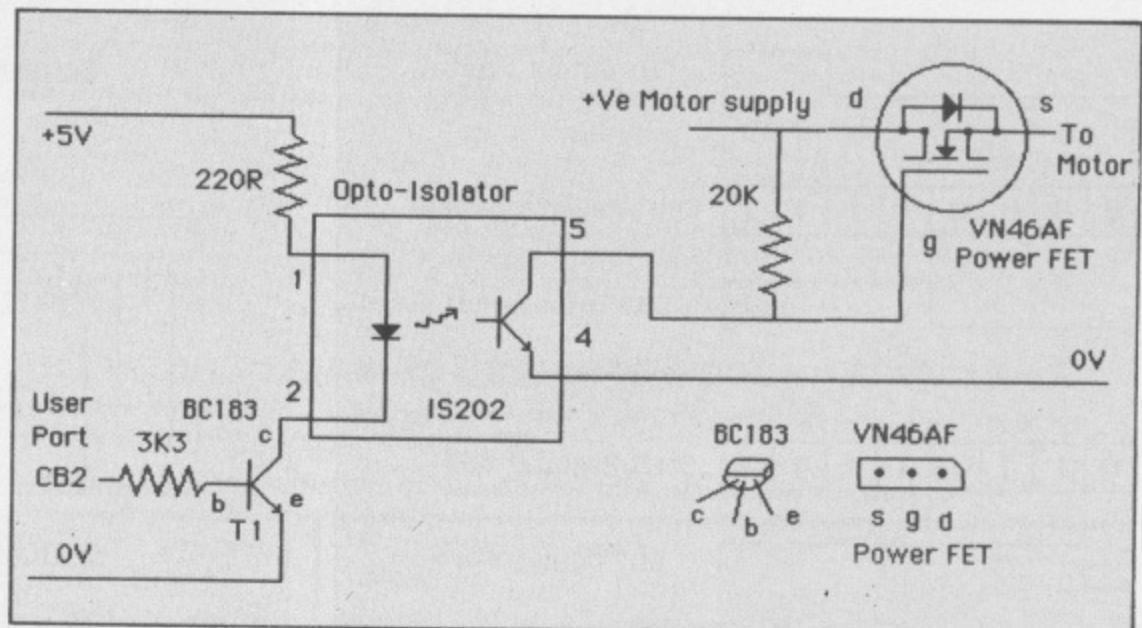 +Ve Motor supply
d
s
+5V
To
Motor
220R
Opto-Isolator
20K
5
VN46AF
Power FET
g
1
4
0V
2
User
Port
BC183
IS202
BC183
VN46AF
3K3
c
CB2
b
e
T1
c
b
e
s g d
Power FET
0V